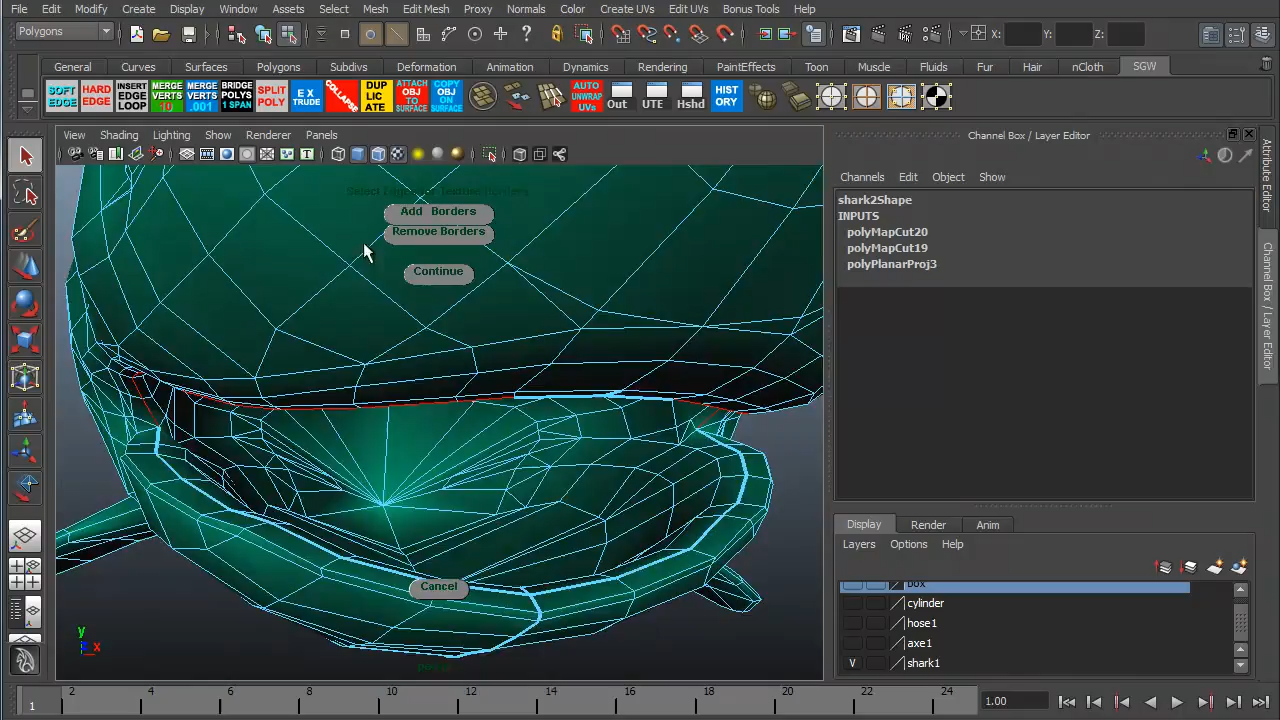 File Edit Modify Create Display Window Assets Select Mesh Edit Mesh Proxy Normals Color Create UVs Edit UVs Bonus Tools Help
Polygons X: Y: Z:
General Curves Surfaces Polygons Subdivs Deformation Animation Dynamics Rendering PaintEffects Toon Muscle Fluids Fur Hair nCloth SGW
SOFT EDGE
HARD EDGE
INSERT EDGE LOOP
MERGE VERTS 10
MERGE VERTS .001
BRIDGE POLYS 1 SPAN
SPLIT POLY
EX TRUDE
COLLAPSE
DUP LIC ATE
ATTACH OBJ TO SURFACE
COPY OBJ ON SURFACE
AUTO UNWRAP UVs
Out UTE Hshd
HIST ORY
View Shading Lighting Show Renderer Panels
Channel Box / Layer Editor
Channels Edit Object Show
shark2Shape
INPUTS
polyMapCut20
polyMapCut19
polyPlanarProj3
Add Borders
Remove Borders
Continue
Cancel
y
x
Display Render Anim
Layers Options Help
box
cylinder
hose1
axe1
V shark1
Attribute Editor
Channel Box / Layer Editor
1 2 4 6 8 10 12 14 16 18 20 22 24 1.00